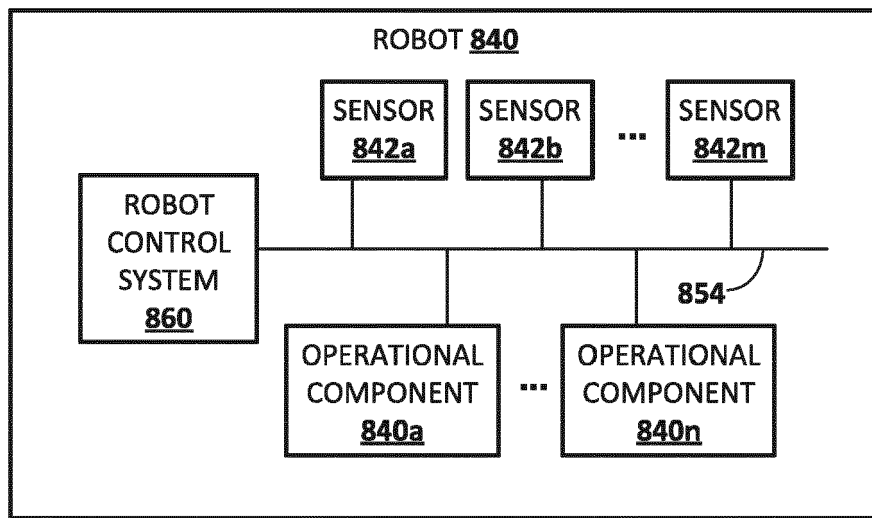 ROBOT 840
SENSOR
842a
SENSOR
842b
...
SENSOR
842m
ROBOT
CONTROL
SYSTEM
860
854
OPERATIONAL
COMPONENT
840a
...
OPERATIONAL
COMPONENT
840n